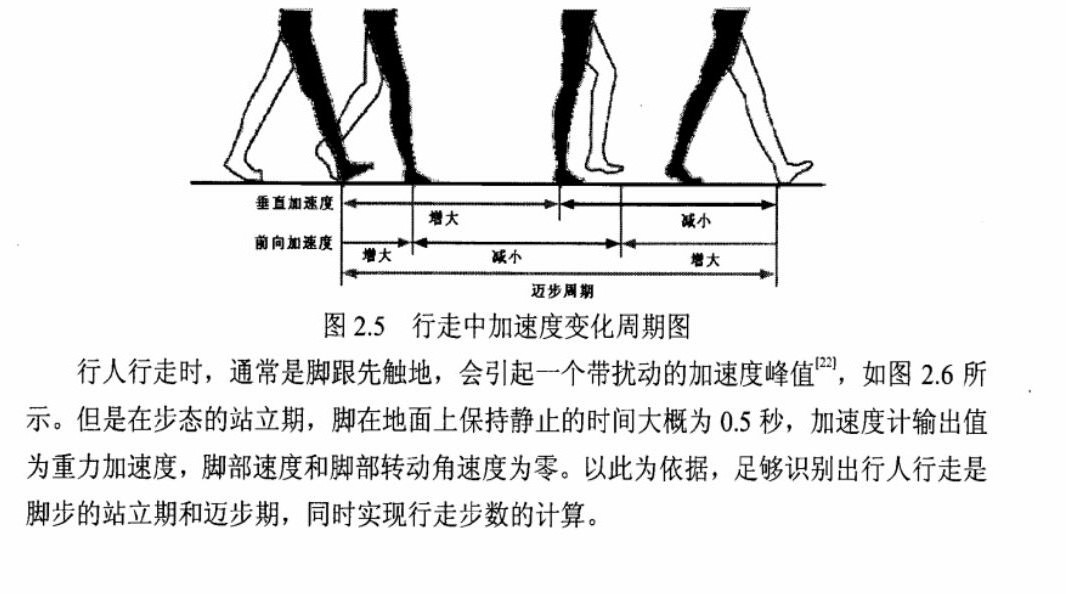 垂直加速度
增大
减小
前向加速度
增大
减小
增大
迈步周期
图 2.5 行走中加速度变化周期图
行人行走时，通常是脚跟先触地，会引起一个带扰动的加速度峰值[22]，如图 2.6 所
示。但是在步态的站立期，脚在地面上保持静止的时间大概为 0.5 秒，加速度计输出值
为重力加速度，脚部速度和脚部转动角速度为零。以此为依据，足够识别出行人行走是
脚步的站立期和迈步期，同时实现行走步数的计算。